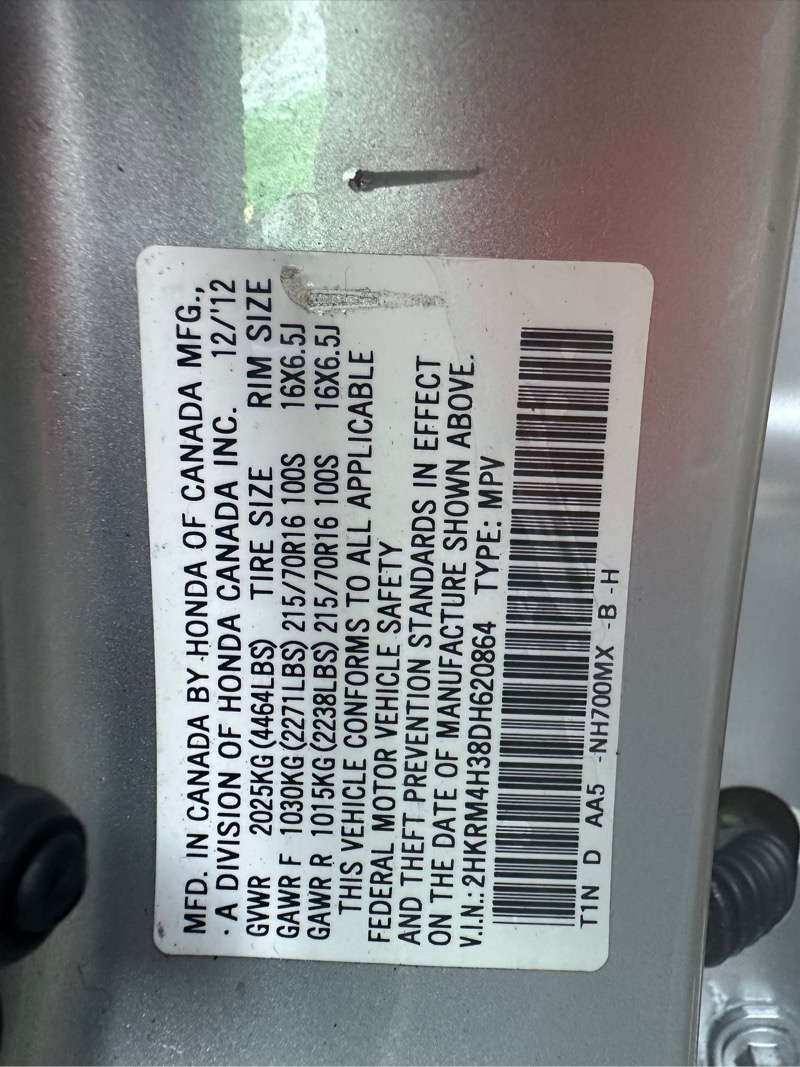 MFD. IN CANADA BY HONDA OF CANADA MFG.,
A DIVISION OF HONDA CANADA INC. 12/'12
GVWR 2025KG(4464LBS) TIRE SIZE RIM SIZE
GAWR F 1030KG(2271LBS) 215/70R16 100S 16X6.5J
GAWR R 1015KG(2238LBS) 215/70R16 100S 16X6.5J
THIS VEHICLE CONFORMS TO ALL APPLICABLE
FEDERAL MOTOR VEHICLE SAFETY
AND THEFT PREVENTION STANDARDS IN EFFECT
ON THE DATE OF MANUFACTURE SHOWN ABOVE.
V.I.N.: 2HKRM4H38DH620864 TYPE: MPV
T1N D AA5 -NH700MX -B -H